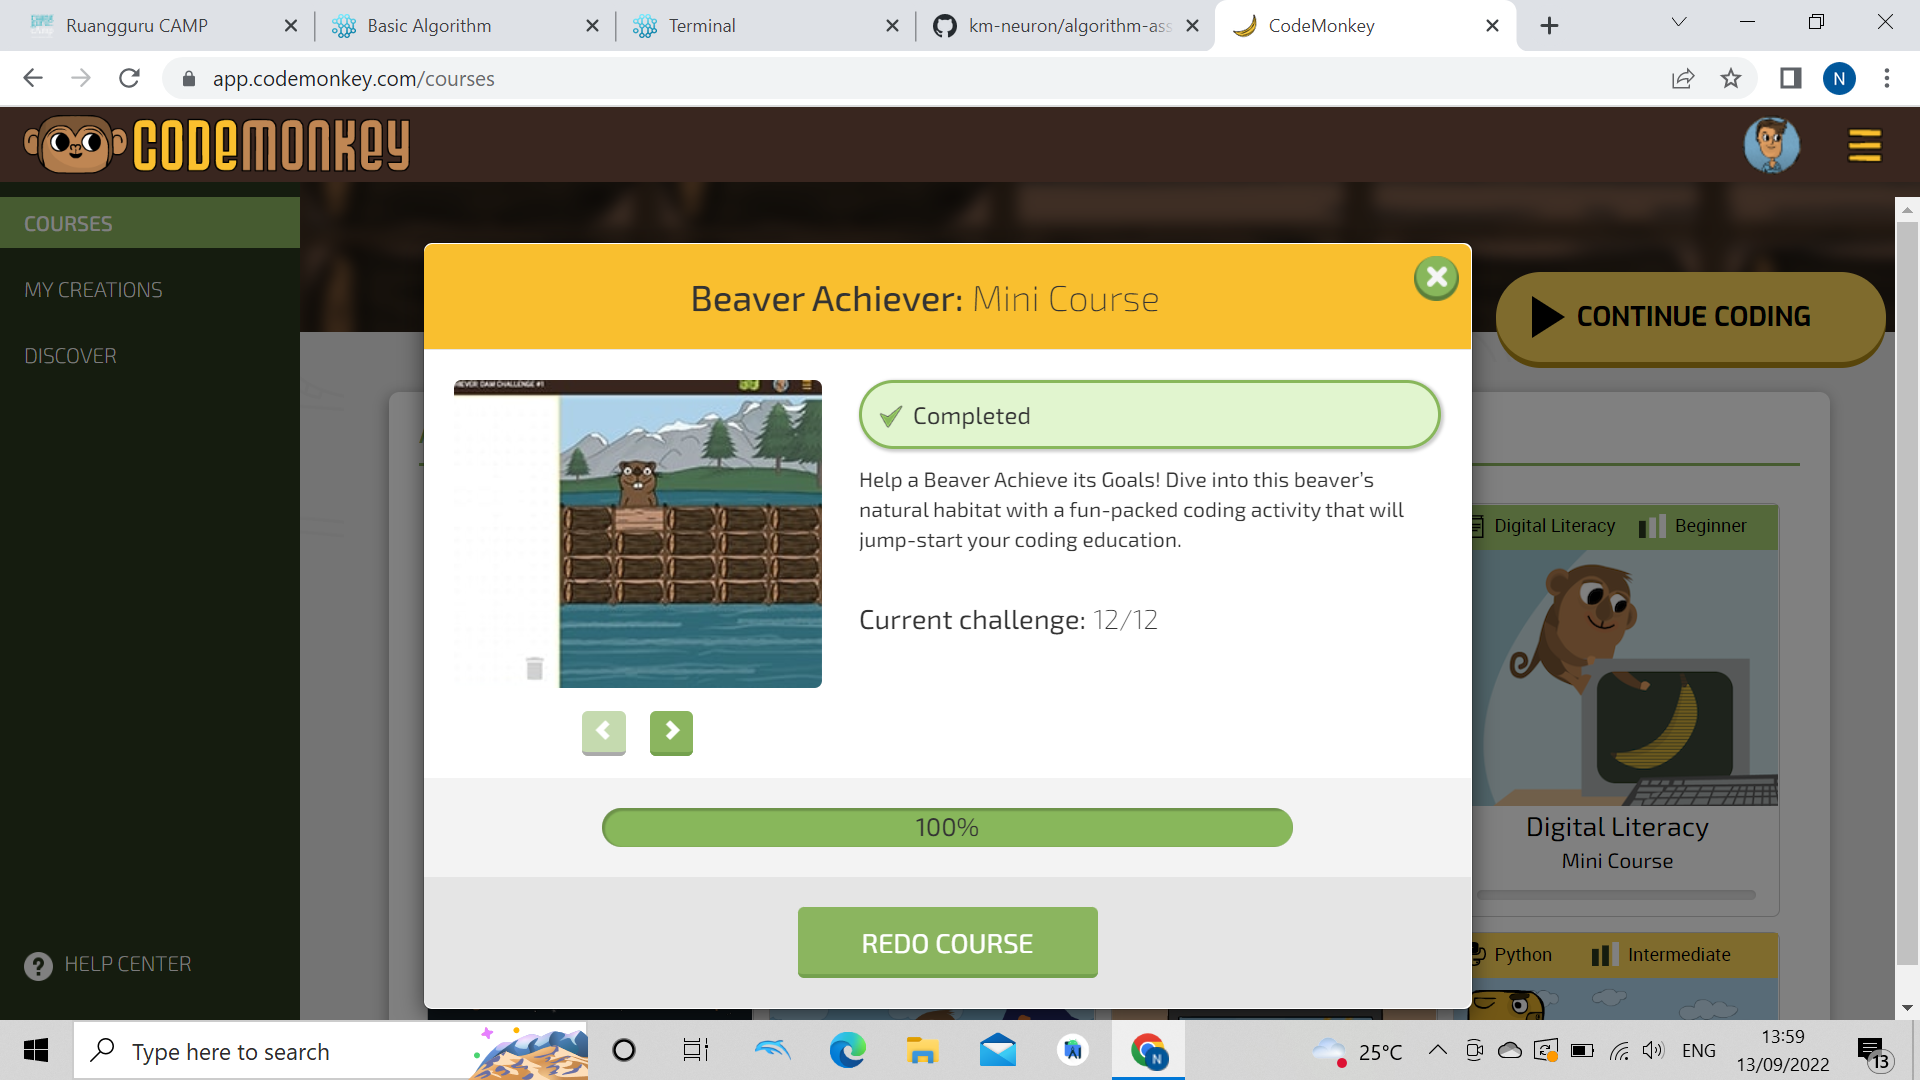 Ruangguru CAMP
Basic Algorithm
Terminal
km-neuron/algorithm-ass
CodeMonkey
app.codemonkey.com/courses
N
CODEMONKEY
COURSES
MY CREATIONS
DISCOVER
CONTINUE CODING
Beaver Achiever: Mini Course
IEVER: DAM CHALLENGE #1
Completed
Help a Beaver Achieve its Goals! Dive into this beaver's
natural habitat with a fun-packed coding activity that will
jump-start your coding education.
Current challenge: 12/12
Digital Literacy
Beginner
100%
Digital Literacy
Mini Course
REDO COURSE
Python
Intermediate
? HELP CENTER
Type here to search
N
25°C
ENG
13:59
13/09/2022
13